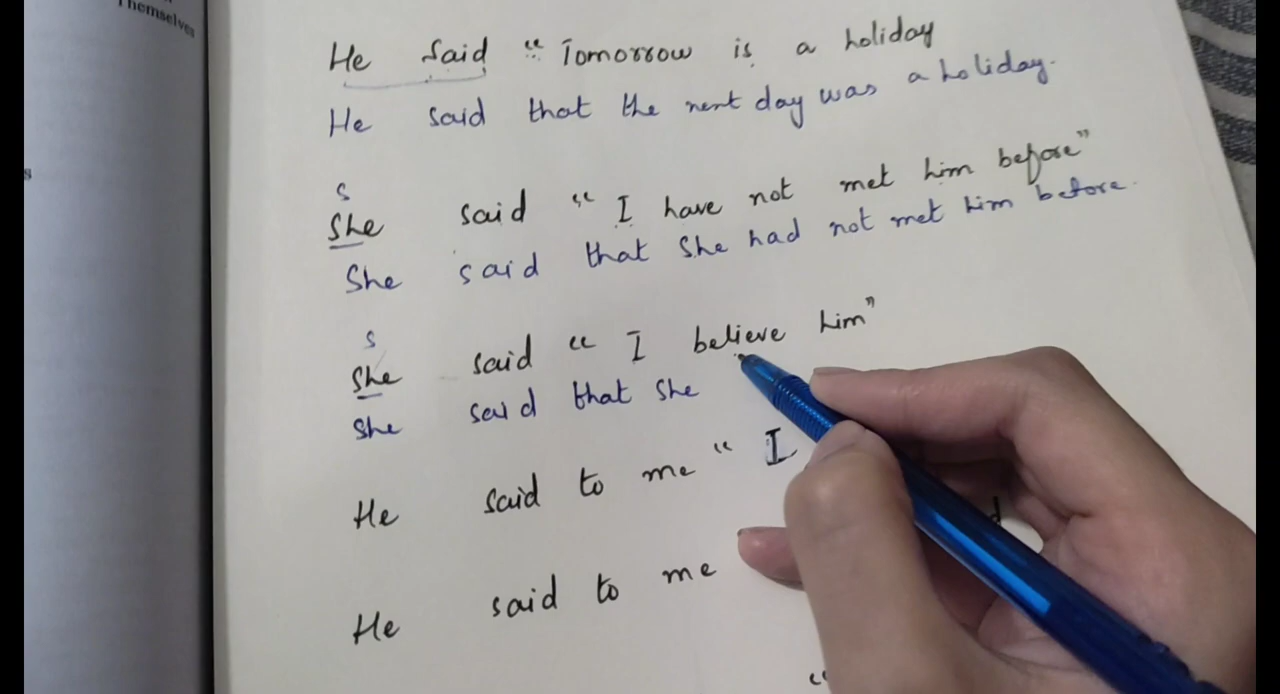 Themselves
s
He said “ Tomorrow is a holiday
He said that the next day was a holiday.
S
She said “ I have not met him before”
She said that She had not met him before.
S
She said “ I believe him”
She said that She
He said to me “ I
d
He said to me
“